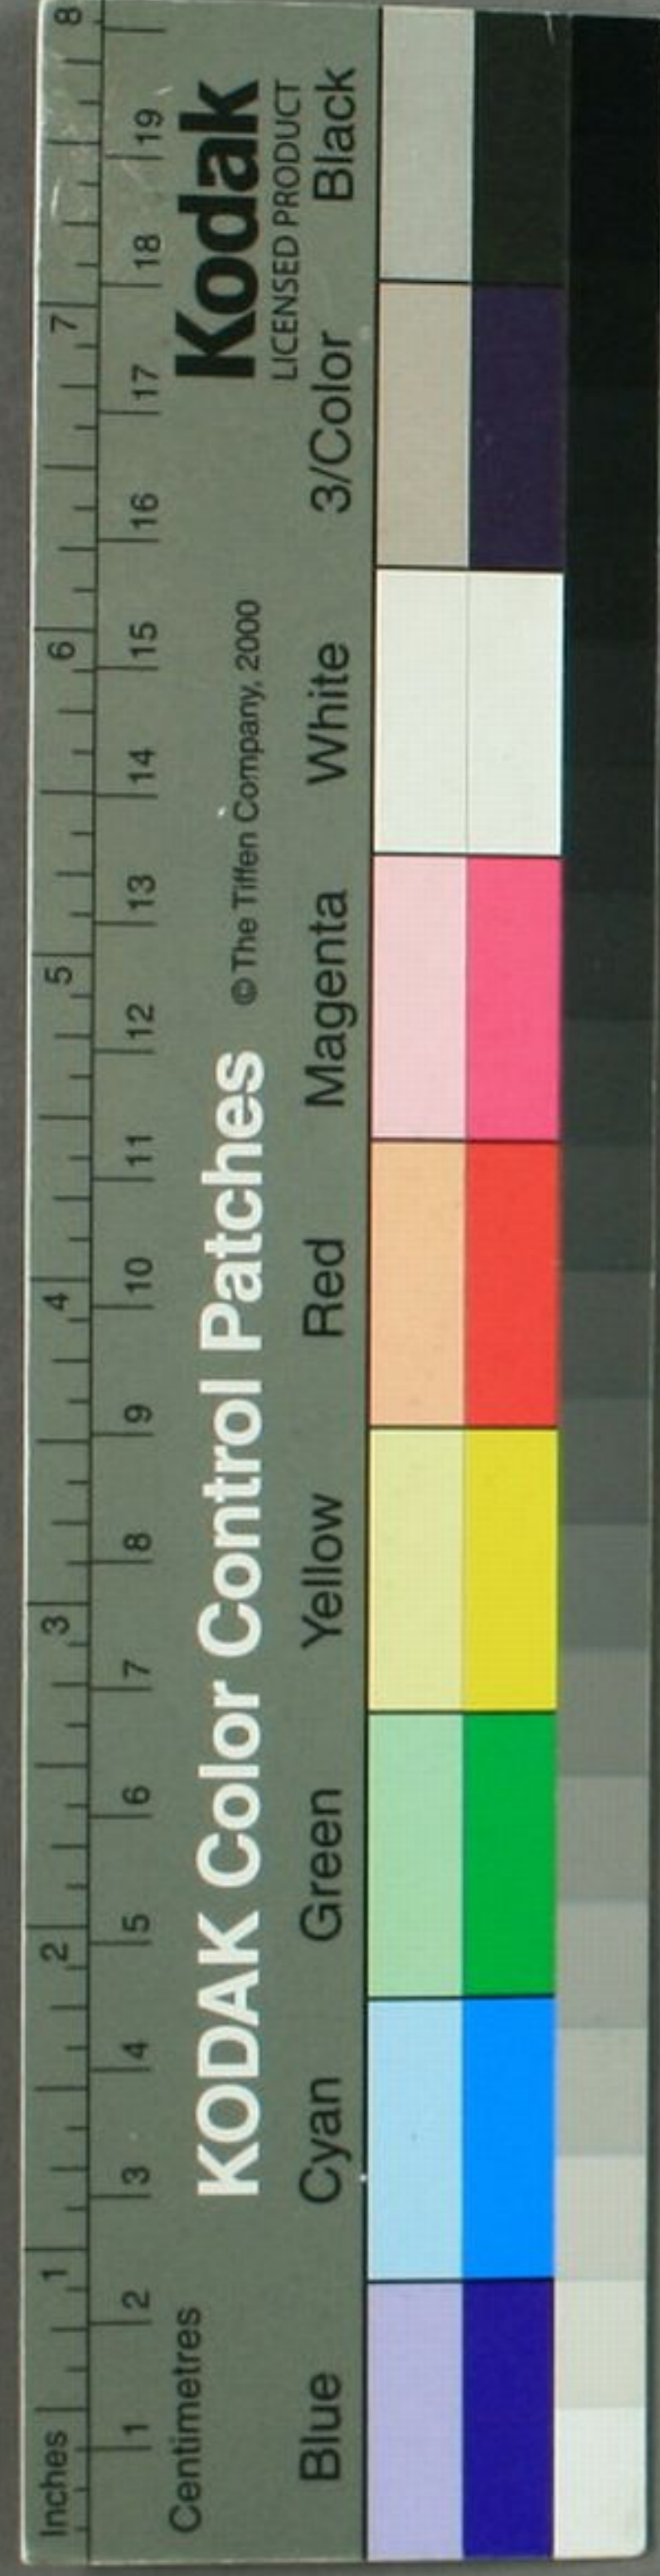 Inches 1 2 3 4 5 6 7 8
1 2 3 4 5 6 7 8 9 10 11 12 13 14 15 16 17 18 19
Centimetres
KODAK Color Control Patches © The Tiffen Company, 2000 Kodak
LICENSED PRODUCT
Blue Cyan Green Yellow Red Magenta White 3/Color Black